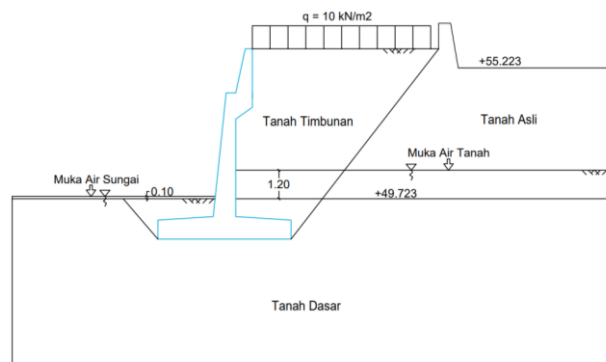 q = 10 kN/m2
+55.223
Tanah Timbunan
Tanah Asli
Muka Air Tanah
Muka Air Sungai
0.10
1.20
+49.723
Tanah Dasar